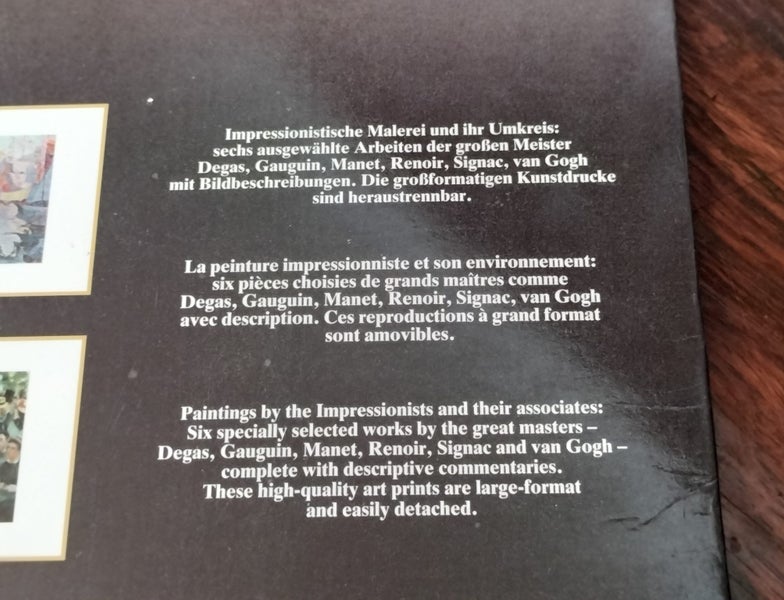 Impressionistische Malerei und ihr Umkreis:
sechs ausgewählte Arbeiten der großen Meister
Degas, Gauguin, Manet, Renoir, Signac, van Gogh
mit Bildbeschreibungen. Die großformatigen Kunstdrucke
sind heraustrennbar.
La peinture impressionniste et son environnement:
six pièces choisies de grands maîtres comme
Degas, Gauguin, Manet, Renoir, Signac, van Gogh
avec description. Ces reproductions à grand format
sont amovibles.
Paintings by the Impressionists and their associates:
Six specially selected works by the great masters –
Degas, Gauguin, Manet, Renoir, Signac and van Gogh –
complete with descriptive commentaries.
These high-quality art prints are large-format
and easily detached.